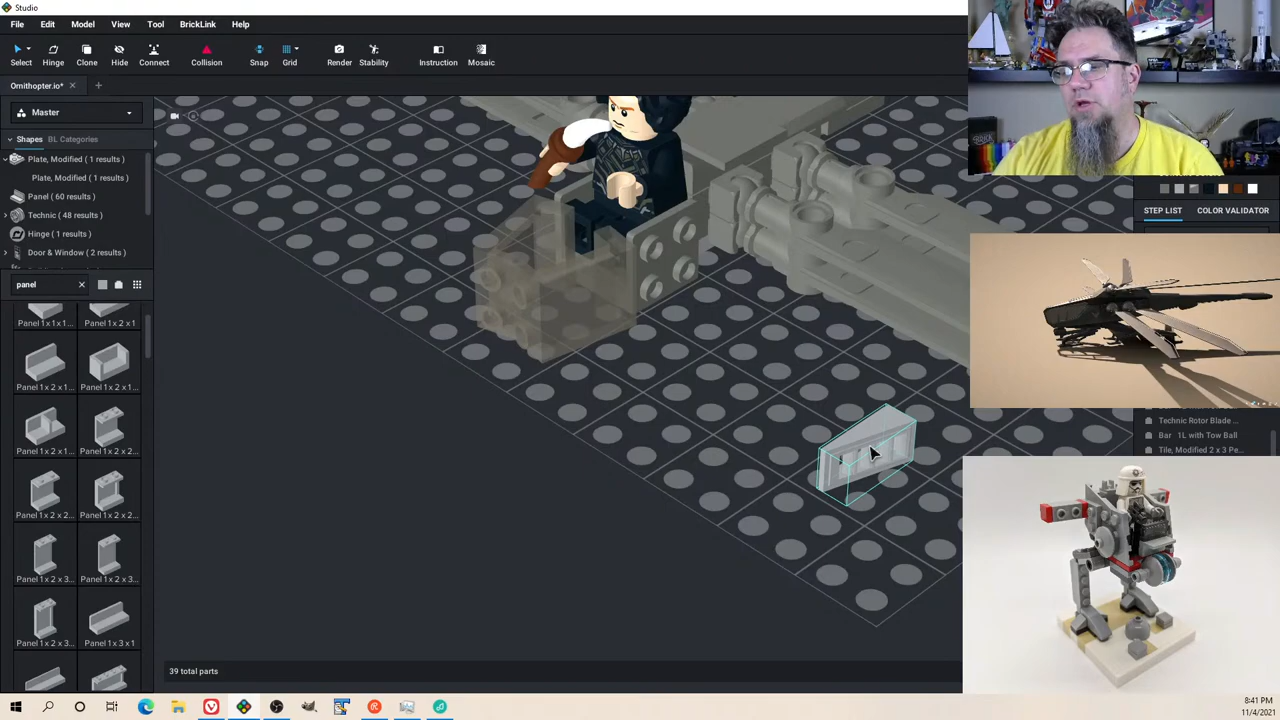 Studio
File Edit Model View Tool BrickLink Help
Select Hinge Clone Hide Connect Collision Snap Grid Render Stability Instruction Mosaic
Ornithopter.io*
Master
Shapes BL Categories
Plate, Modified ( 1 results )
Plate, Modified ( 1 results )
Panel ( 60 results )
Technic ( 48 results )
Hinge ( 1 results )
Door & Window ( 2 results )
panel
Panel 1 x 1 x 1... Panel 1 x 2 x 1
Panel 1 x 2 x 1... Panel 1 x 2 x 1...
Panel 1 x 2 x 1... Panel 1 x 2 x 2...
Panel 1 x 2 x 2... Panel 1 x 2 x 2...
Panel 1 x 2 x 3... Panel 1 x 2 x 3...
Panel 1 x 2 x 3... Panel 1 x 3 x 1
STEP LIST COLOR VALIDATOR
Technic Rotor Blade ...
Bar 1L with Tow Ball
Tile, Modified 2 x 3 Pe...
39 total parts
8:41 PM
11/4/2021